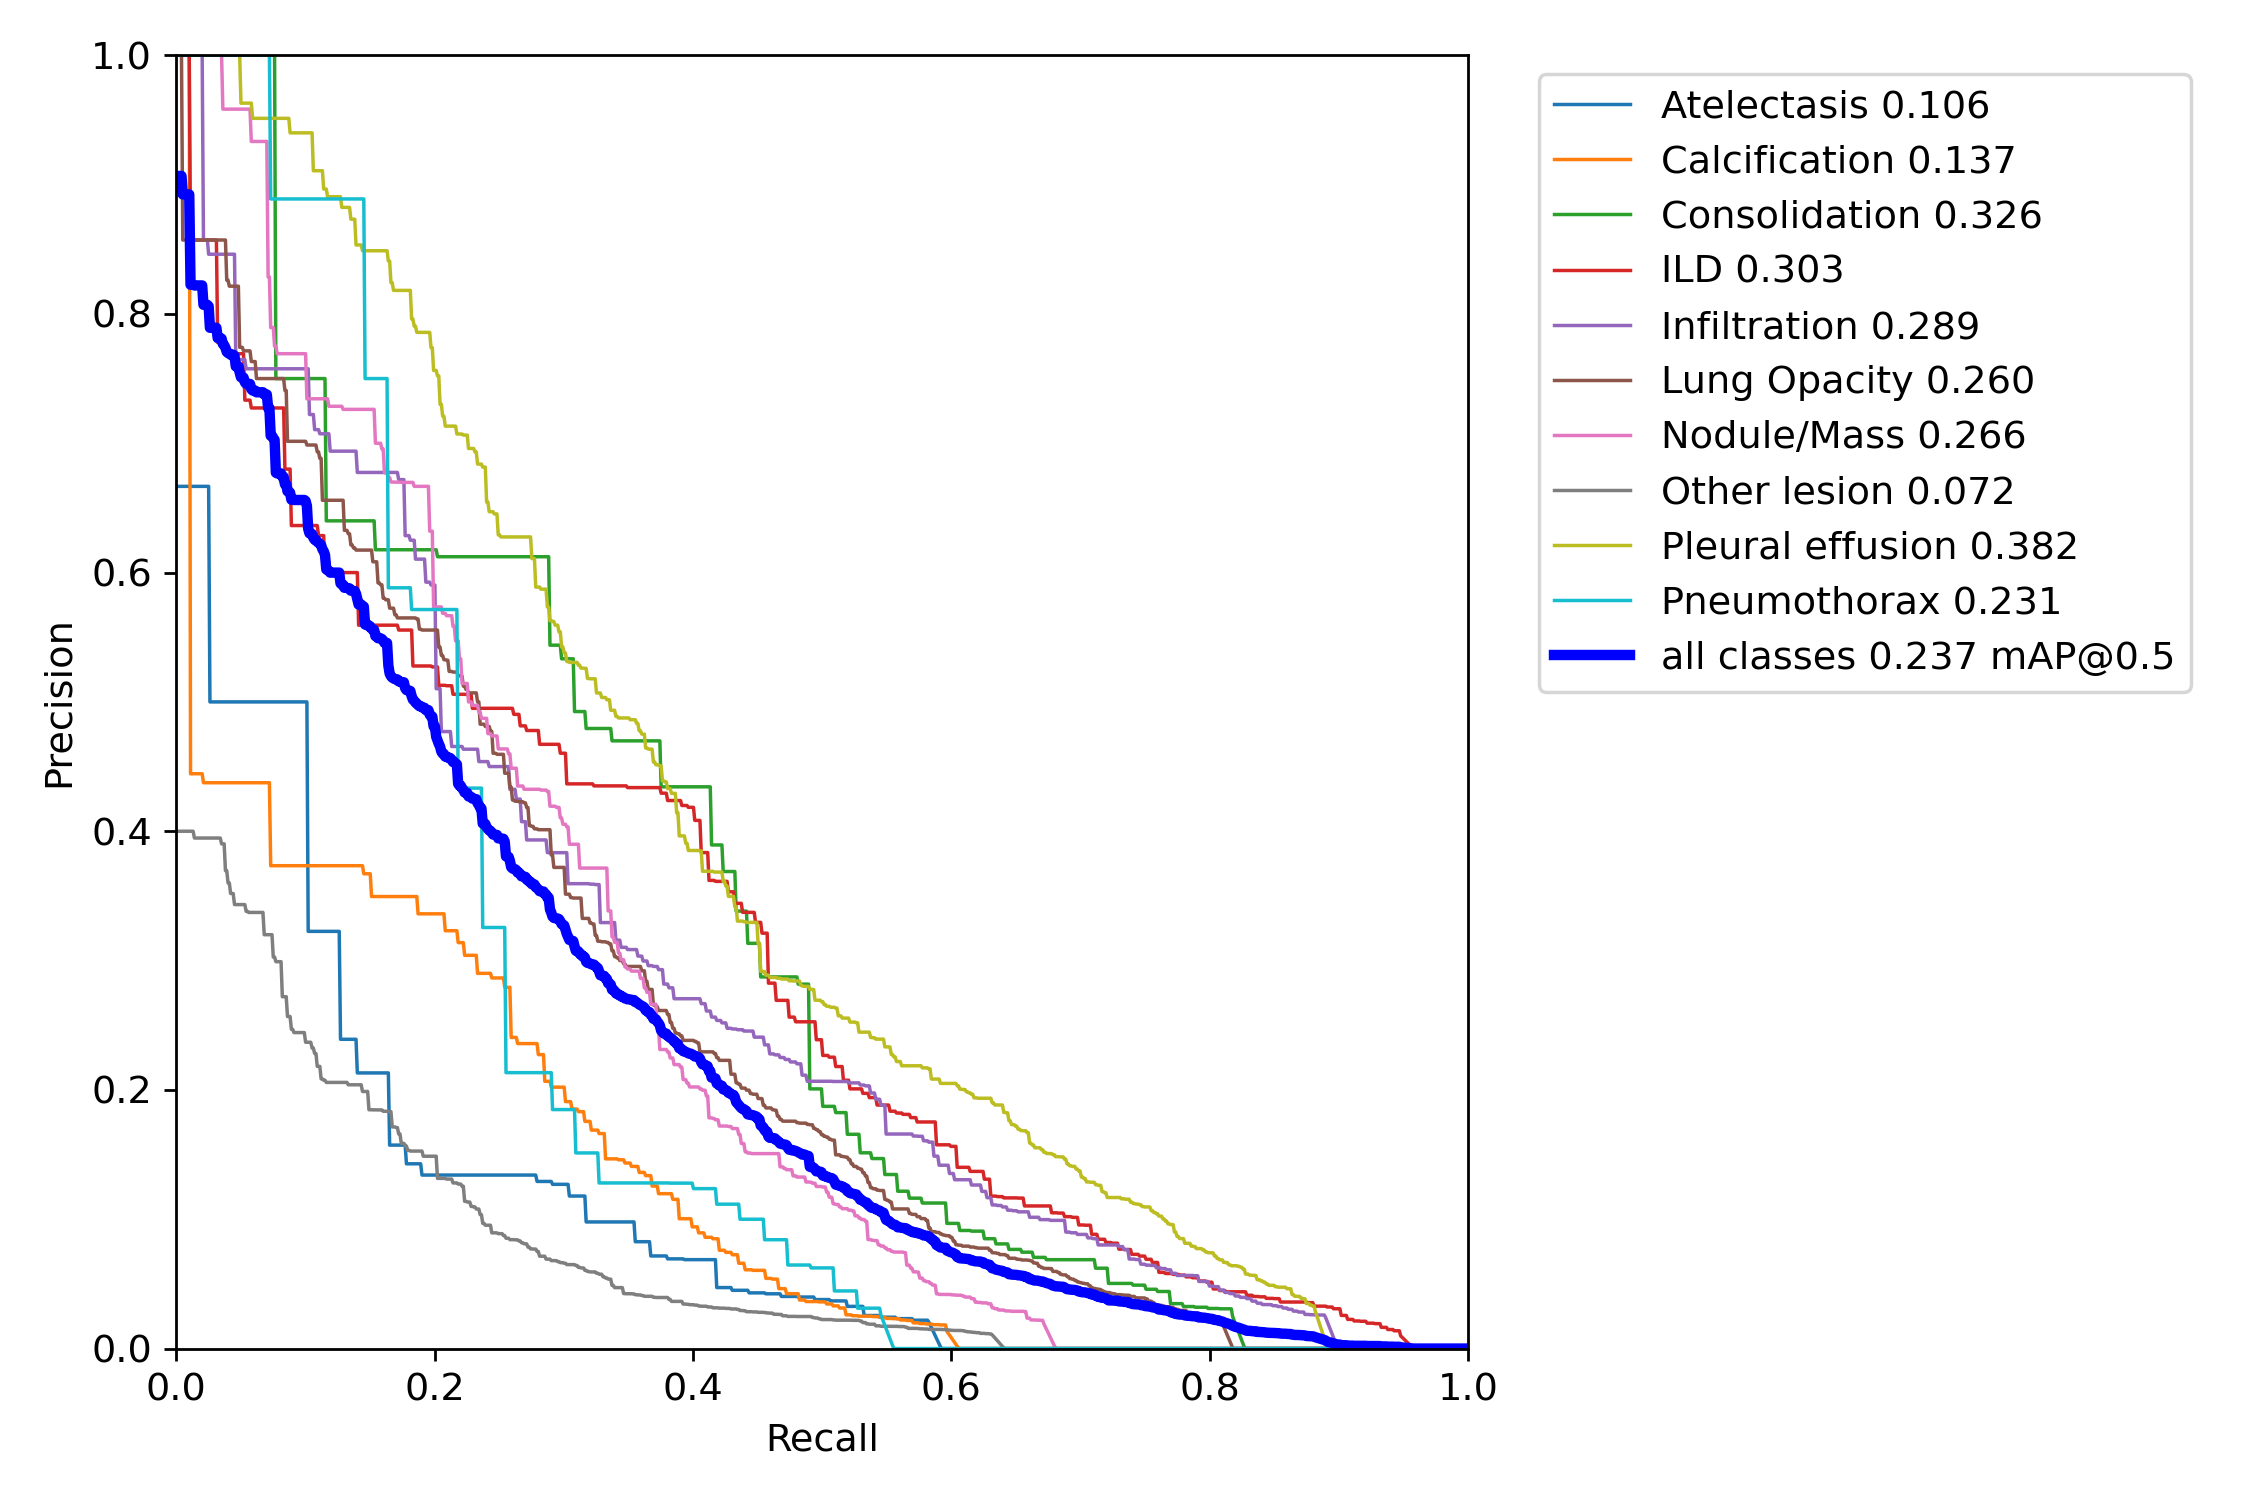 1.0
0.8
0.6
0.4
0.2
0.0
Precision
0.0 0.2 0.4 0.6 0.8 1.0
Recall
Atelectasis 0.106
Calcification 0.137
Consolidation 0.326
ILD 0.303
Infiltration 0.289
Lung Opacity 0.260
Nodule/Mass 0.266
Other lesion 0.072
Pleural effusion 0.382
Pneumothorax 0.231
all classes 0.237 mAP@0.5